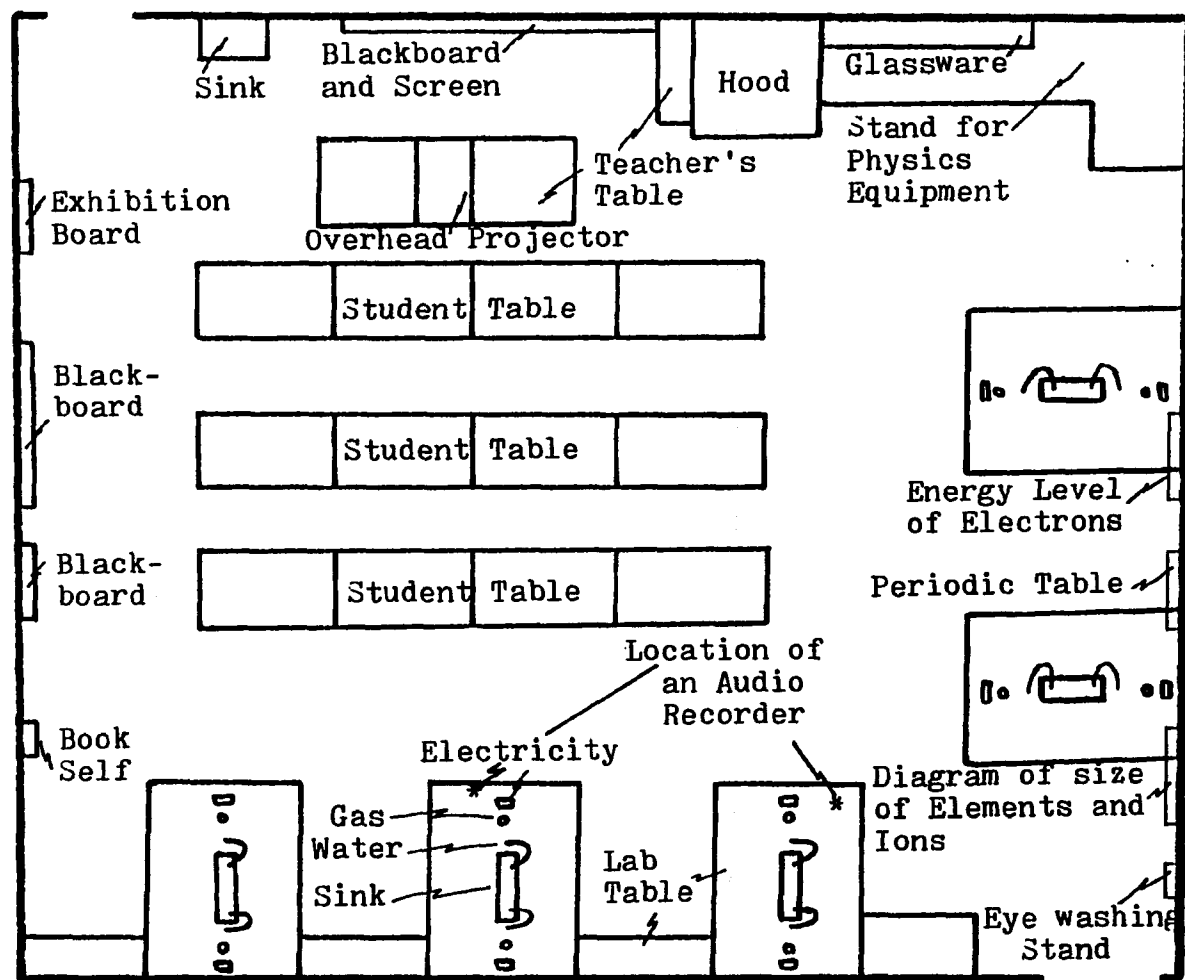 Sink
Blackboard
and Screen
Hood
Glassware
Stand for
Physics
Equipment
Teacher's
Table
Exhibition
Board
Overhead Projector
Student Table
Black-
board
Student Table
Energy Level
of Electrons
Black-
board
Student Table
Periodic Table
Location of
an Audio
Recorder
Book
Self
Electricity
*
*
Gas
Water
Sink
Lab
Table
Diagram of size
of Elements and
Ions
Eye washing
Stand